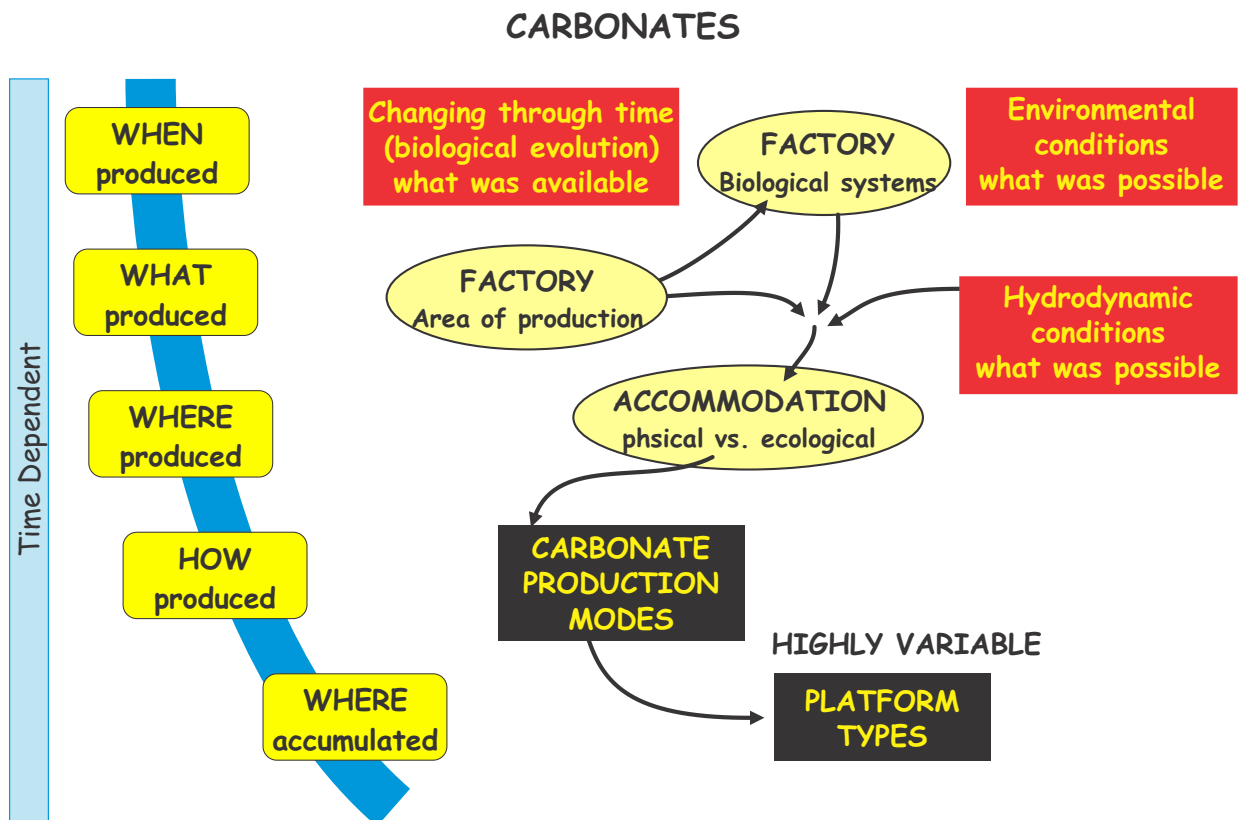 CARBONATES
Time Dependent
WHEN
produced
WHAT
produced
WHERE
produced
HOW
produced
WHERE
accumulated
Changing through time
(biological evolution)
what was available
FACTORY
Biological systems
Environmental
conditions
what was possible
FACTORY
Area of production
Hydrodynamic
conditions
what was possible
ACCOMMODATION
phsical vs. ecological
CARBONATE
PRODUCTION
MODES
HIGHLY VARIABLE
PLATFORM
TYPES